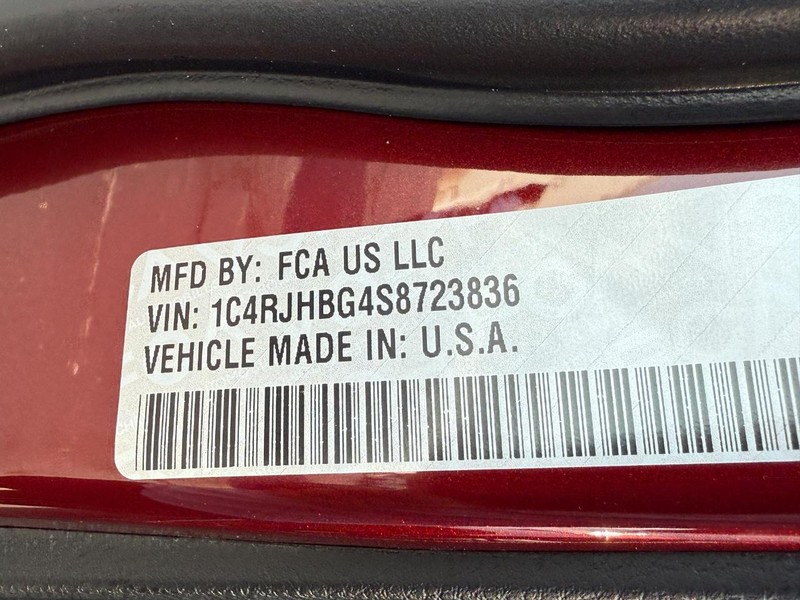 MFD BY: FCA US LLC
VIN: 1C4RJHBG4S8723836
VEHICLE MADE IN: U.S.A.